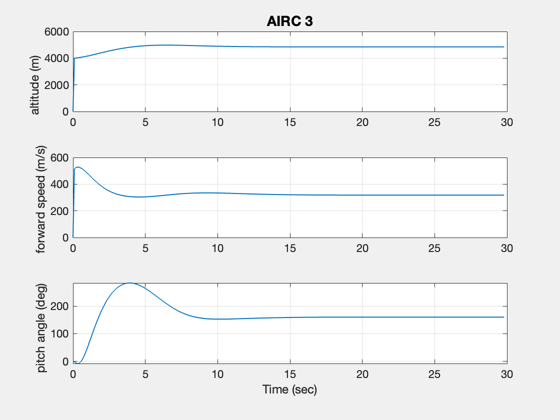 AIRC 3
altitude (m)
6000
4000
2000
0
0 5 10 15 20 25 30
forward speed (m/s)
600
400
200
0
0 5 10 15 20 25 30
pitch angle (deg)
200
100
0
0 5 10 15 20 25 30
Time (sec)